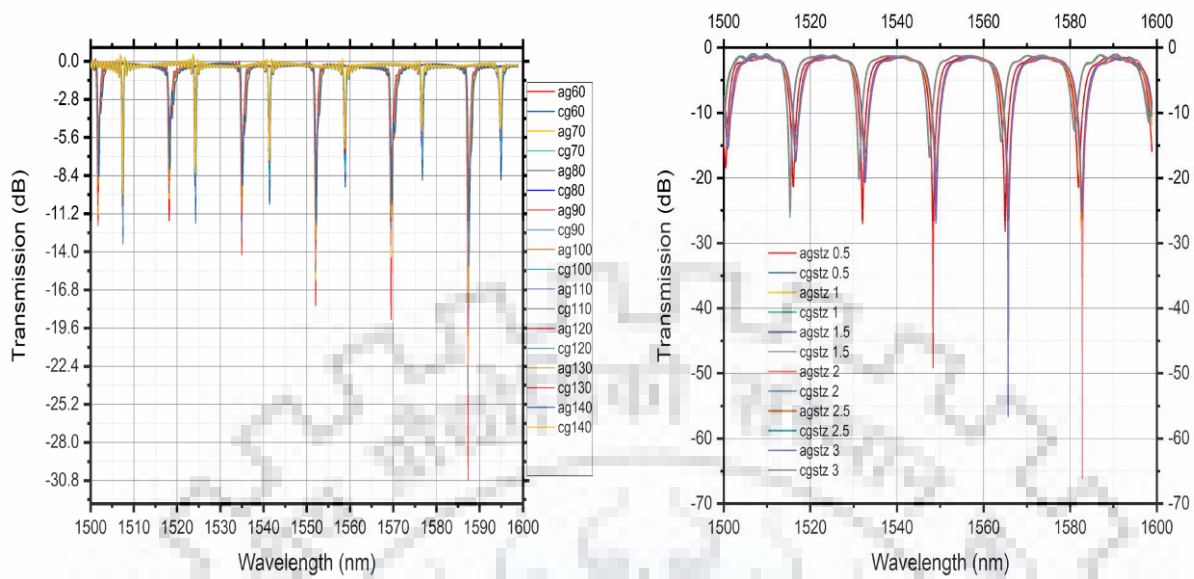 0.0
-2.8
-5.6
-8.4
-11.2
-14.0
-16.8
-19.6
-22.4
-25.2
-28.0
-30.8
Transmission (dB)
1500 1510 1520 1530 1540 1550 1560 1570 1580 1590 1600
Wavelength (nm)
ag60
cg60
ag70
cg70
ag80
cg80
ag90
cg90
ag100
cg100
ag110
cg110
ag120
cg120
ag130
cg130
ag140
cg140
1500 1520 1540 1560 1580 1600
0 0
-10 -10
-20 -20
-30 -30
-40 -40
-50 -50
-60 -60
-70 -70
Transmission (dB)
agstz 0.5
cgstz 0.5
agstz 1
cgstz 1
agstz 1.5
cgstz 1.5
agstz 2
cgstz 2
agstz 2.5
cgstz 2.5
agstz 3
cgstz 3
1500 1520 1540 1560 1580 1600
Wavelength (nm)